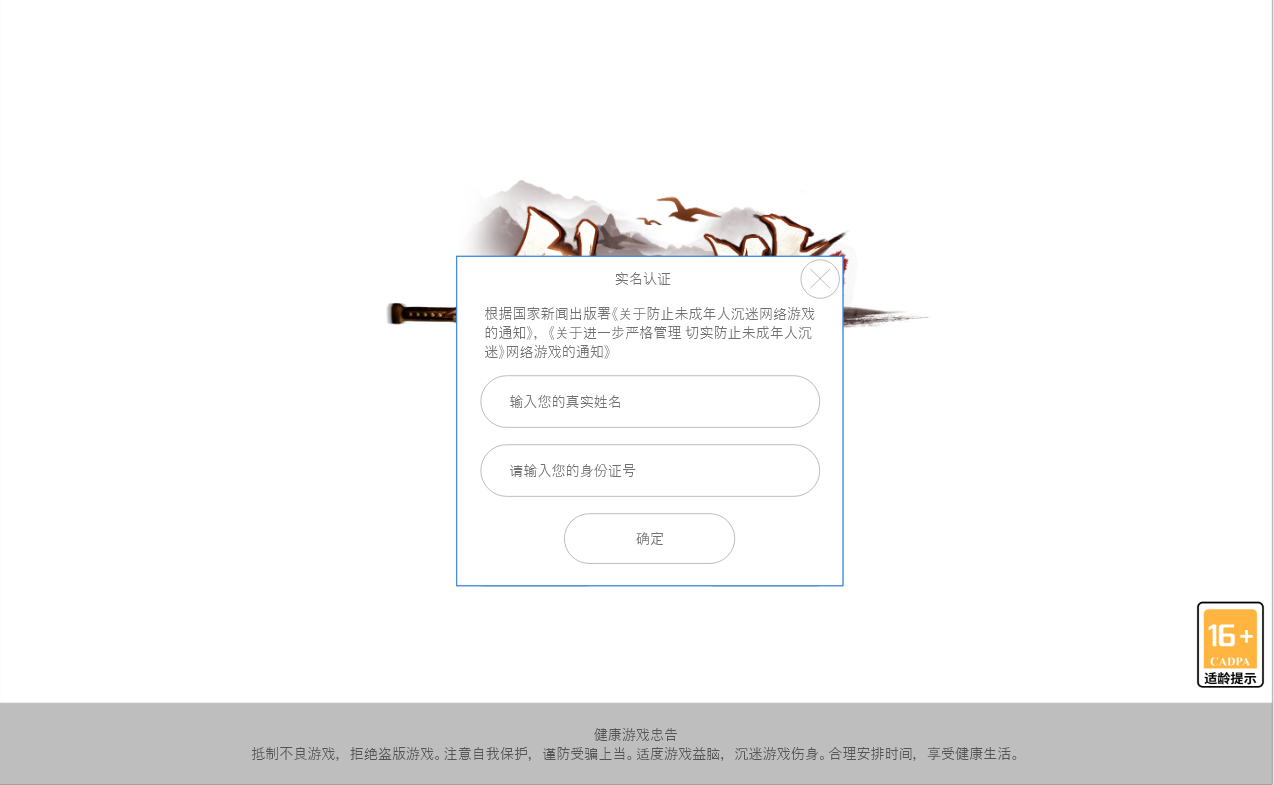 实名认证
根据国家新闻出版署《关于防止未成年人沉迷网络游戏
的通知》，《关于进一步严格管理 切实防止未成年人沉
迷》网络游戏的通知》
输入您的真实姓名
请输入您的身份证号
确定
16+
CADPA
适龄提示
健康游戏忠告
抵制不良游戏，拒绝盗版游戏。注意自我保护，谨防受骗上当。适度游戏益脑，沉迷游戏伤身。合理安排时间，享受健康生活。